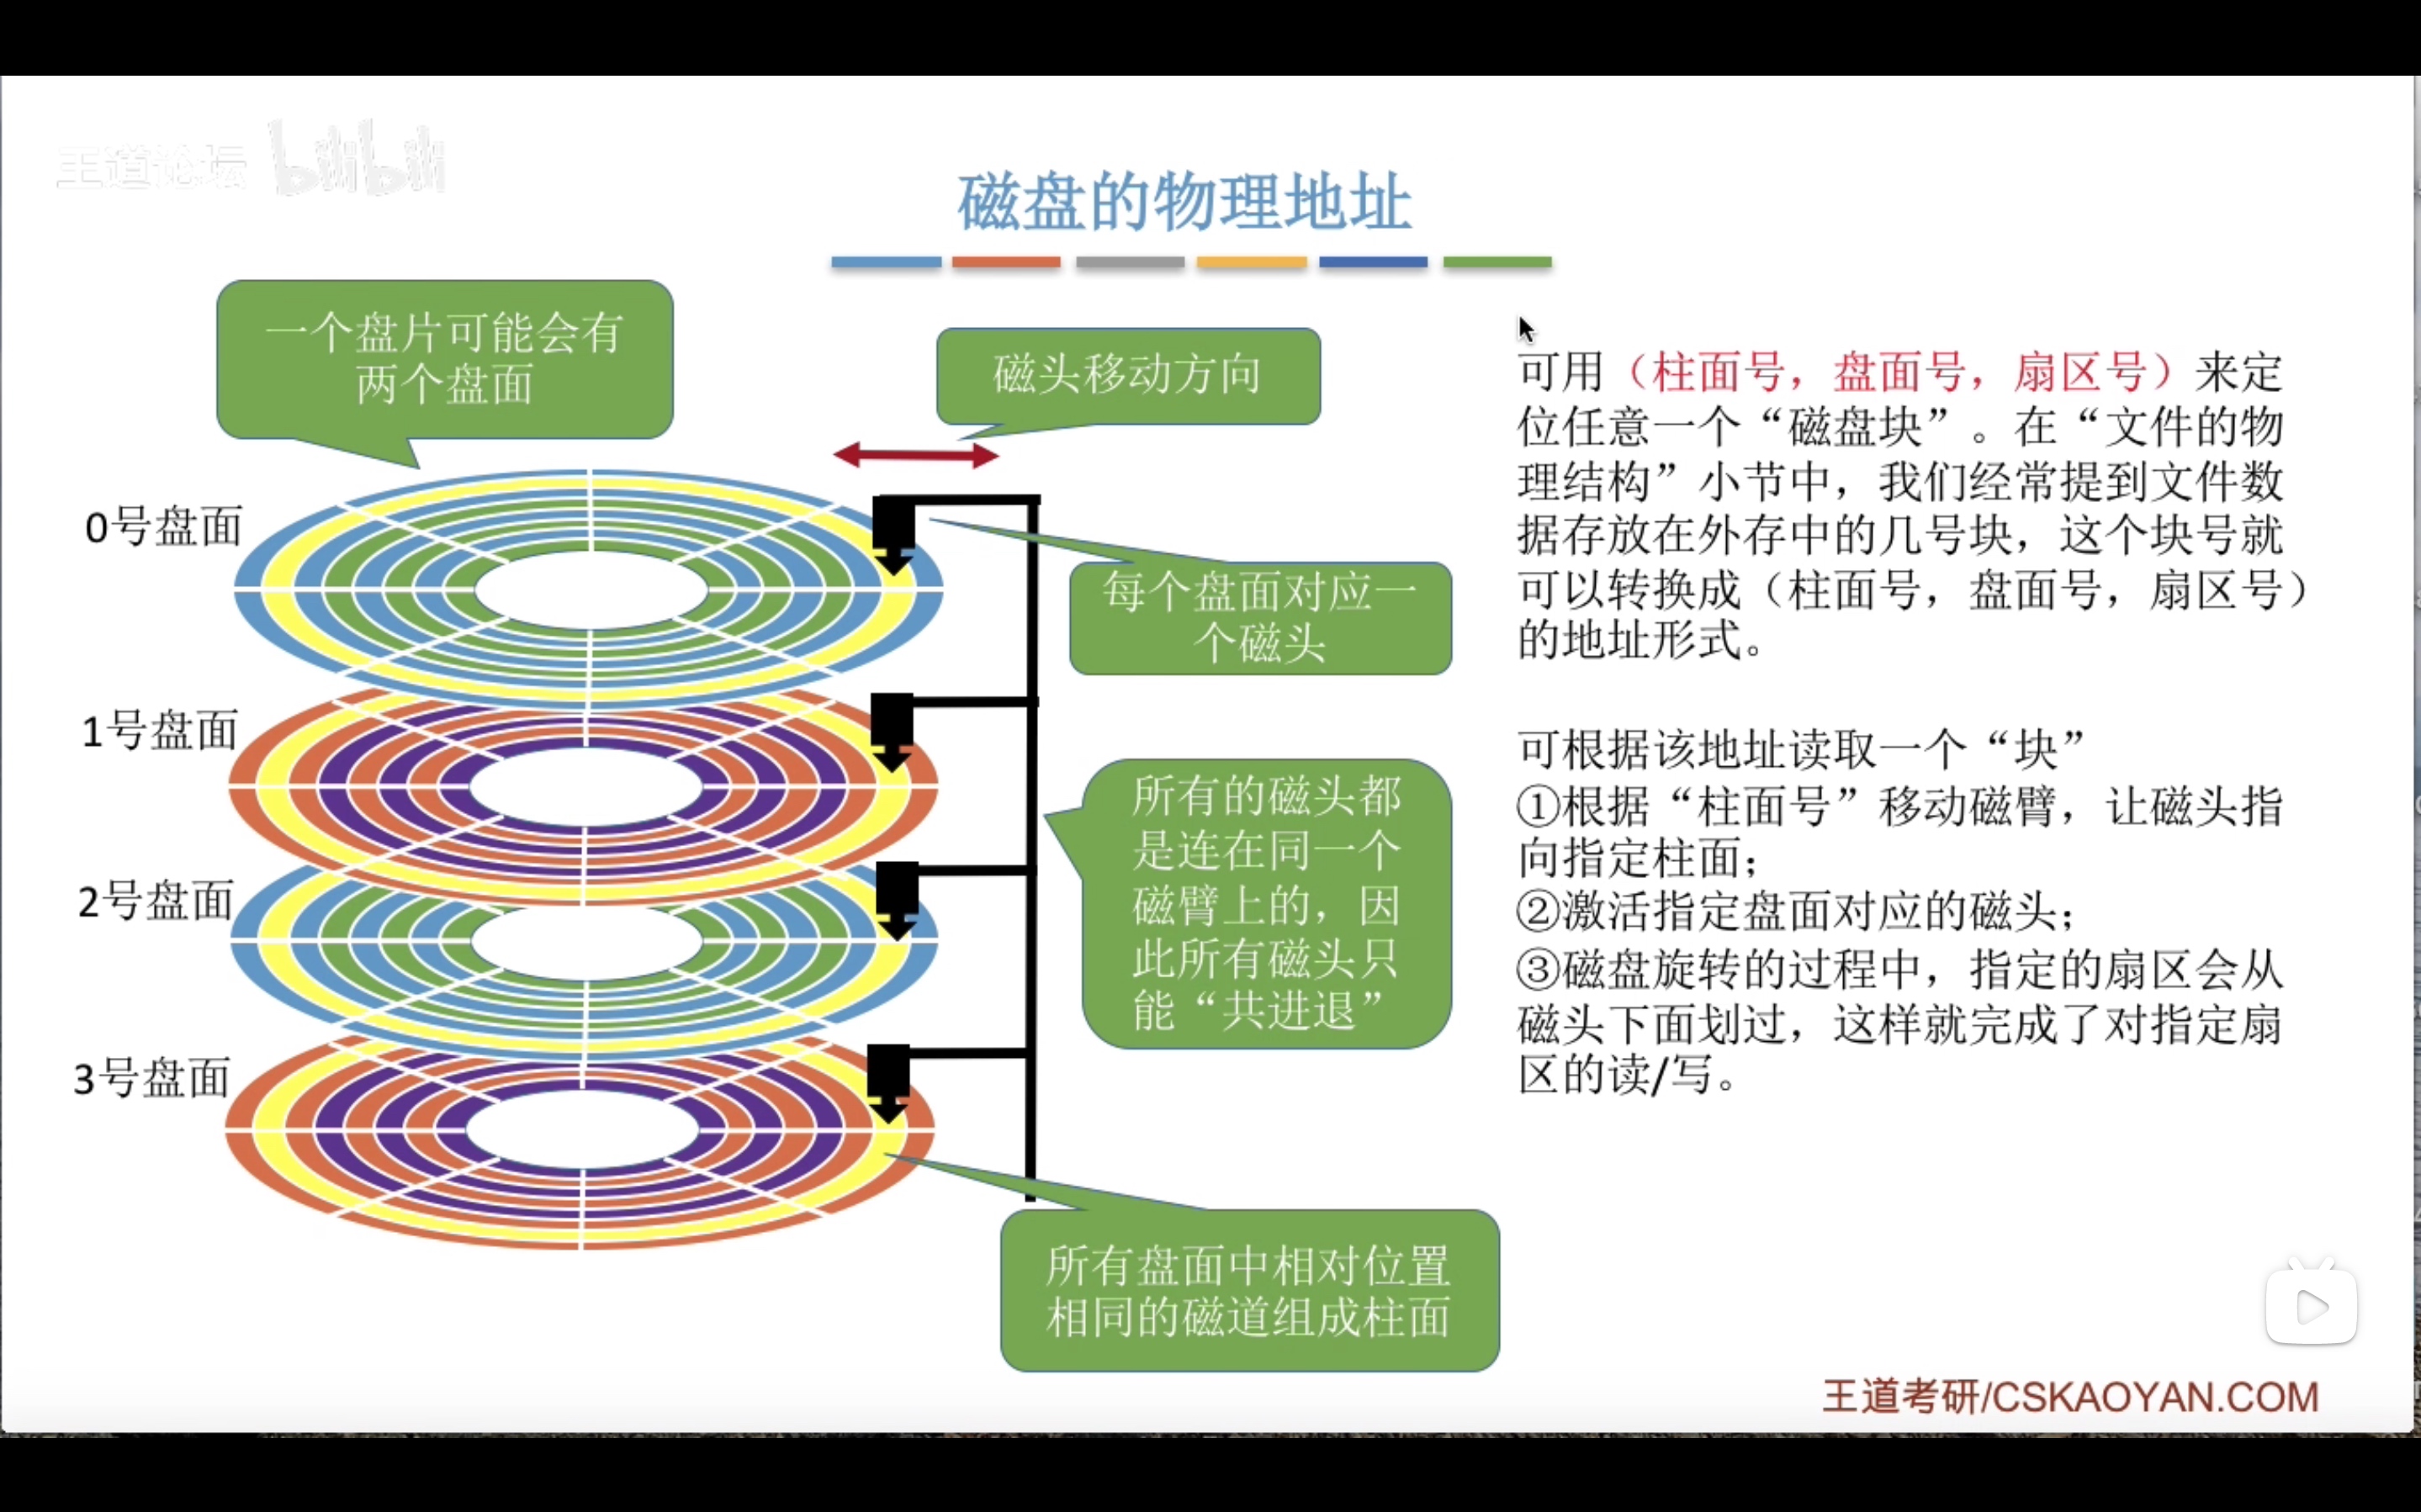 王道论坛 bilibili
磁盘的物理地址
一个盘片可能会有
两个盘面
磁头移动方向
0号盘面
每个盘面对应一
个磁头
1号盘面
所有的磁头都
是连在同一个
磁臂上的，因
此所有磁头只
能“共进退”
2号盘面
3号盘面
所有盘面中相对位置
相同的磁道组成柱面
可用（柱面号，盘面号，扇区号）来定
位任意一个“磁盘块”。在“文件的物
理结构”小节中，我们经常提到文件数
据存放在外存中的几号块，这个块号就
可以转换成（柱面号，盘面号，扇区号）
的地址形式。
可根据该地址读取一个“块”
①根据“柱面号”移动磁臂，让磁头指
向指定柱面；
②激活指定盘面对应的磁头；
③磁盘旋转的过程中，指定的扇区会从
磁头下面划过，这样就完成了对指定扇
区的读/写。
王道考研/CSKAOYAN.COM